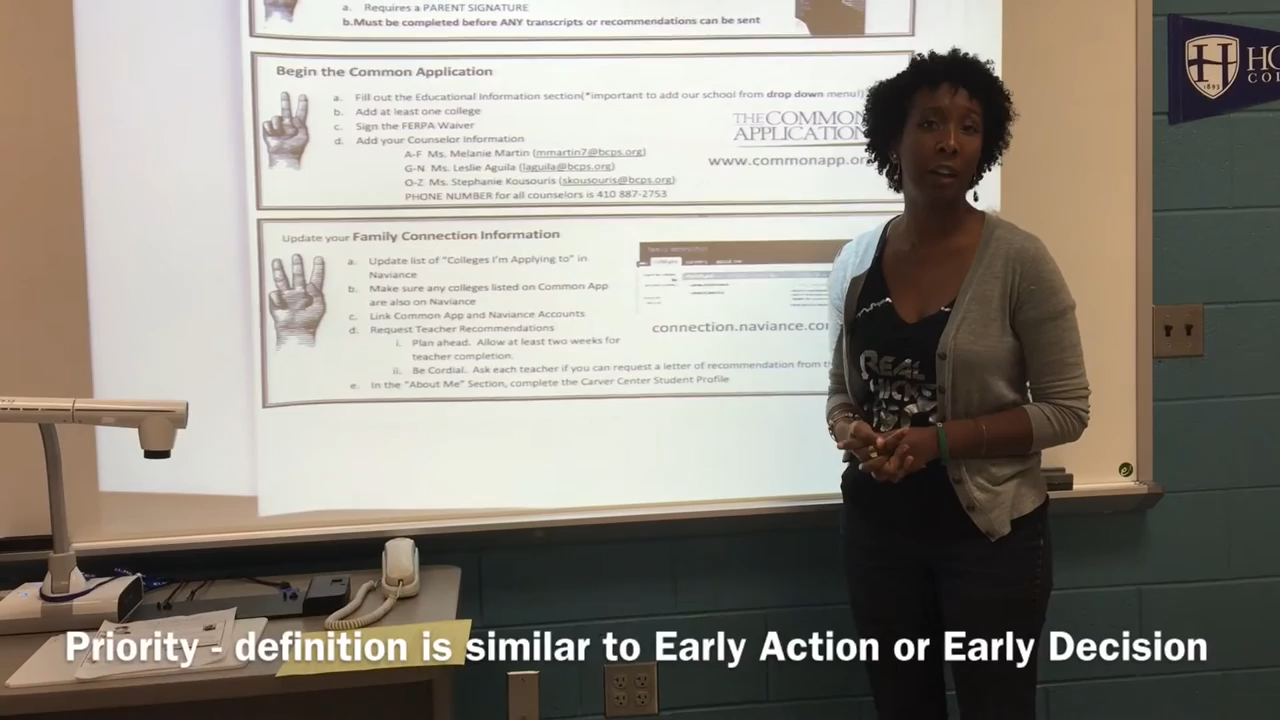 a. Requires a PARENT SIGNATURE
b.Must be completed before ANY transcripts or recommendations can be sent
Begin the Common Application
a. Fill out the Educational Information section(*important to add our school from drop down menu!)
b. Add at least one college
c. Sign the FERPA Waiver
d. Add your Counselor Information
A-F Ms. Melanie Martin (mmartin7@bcps.org)
G-N Ms. Leslie Aguila (laguila@bcps.org)
O-Z Ms. Stephanie Kousouris (skousouris@bcps.org)
PHONE NUMBER for all counselors is 410 887-2753
THE COMMON
APPLICATION
www.commonapp.org
Update your Family Connection Information
a. Update list of "Colleges I'm Applying to" in
Naviance
b. Make sure any colleges listed on Common App
are also on Naviance
c. Link Common App and Naviance Accounts
d. Request Teacher Recommendations
i. Plan ahead. Allow at least two weeks for
teacher completion.
ii. Be Cordial. Ask each teacher if you can request a letter of recommendation from
e. In the "About Me" Section, complete the Carver Center Student Profile
connection.naviance.co
H
1893
HO
COL
REAL
Priority - definition is similar to Early Action or Early Decision